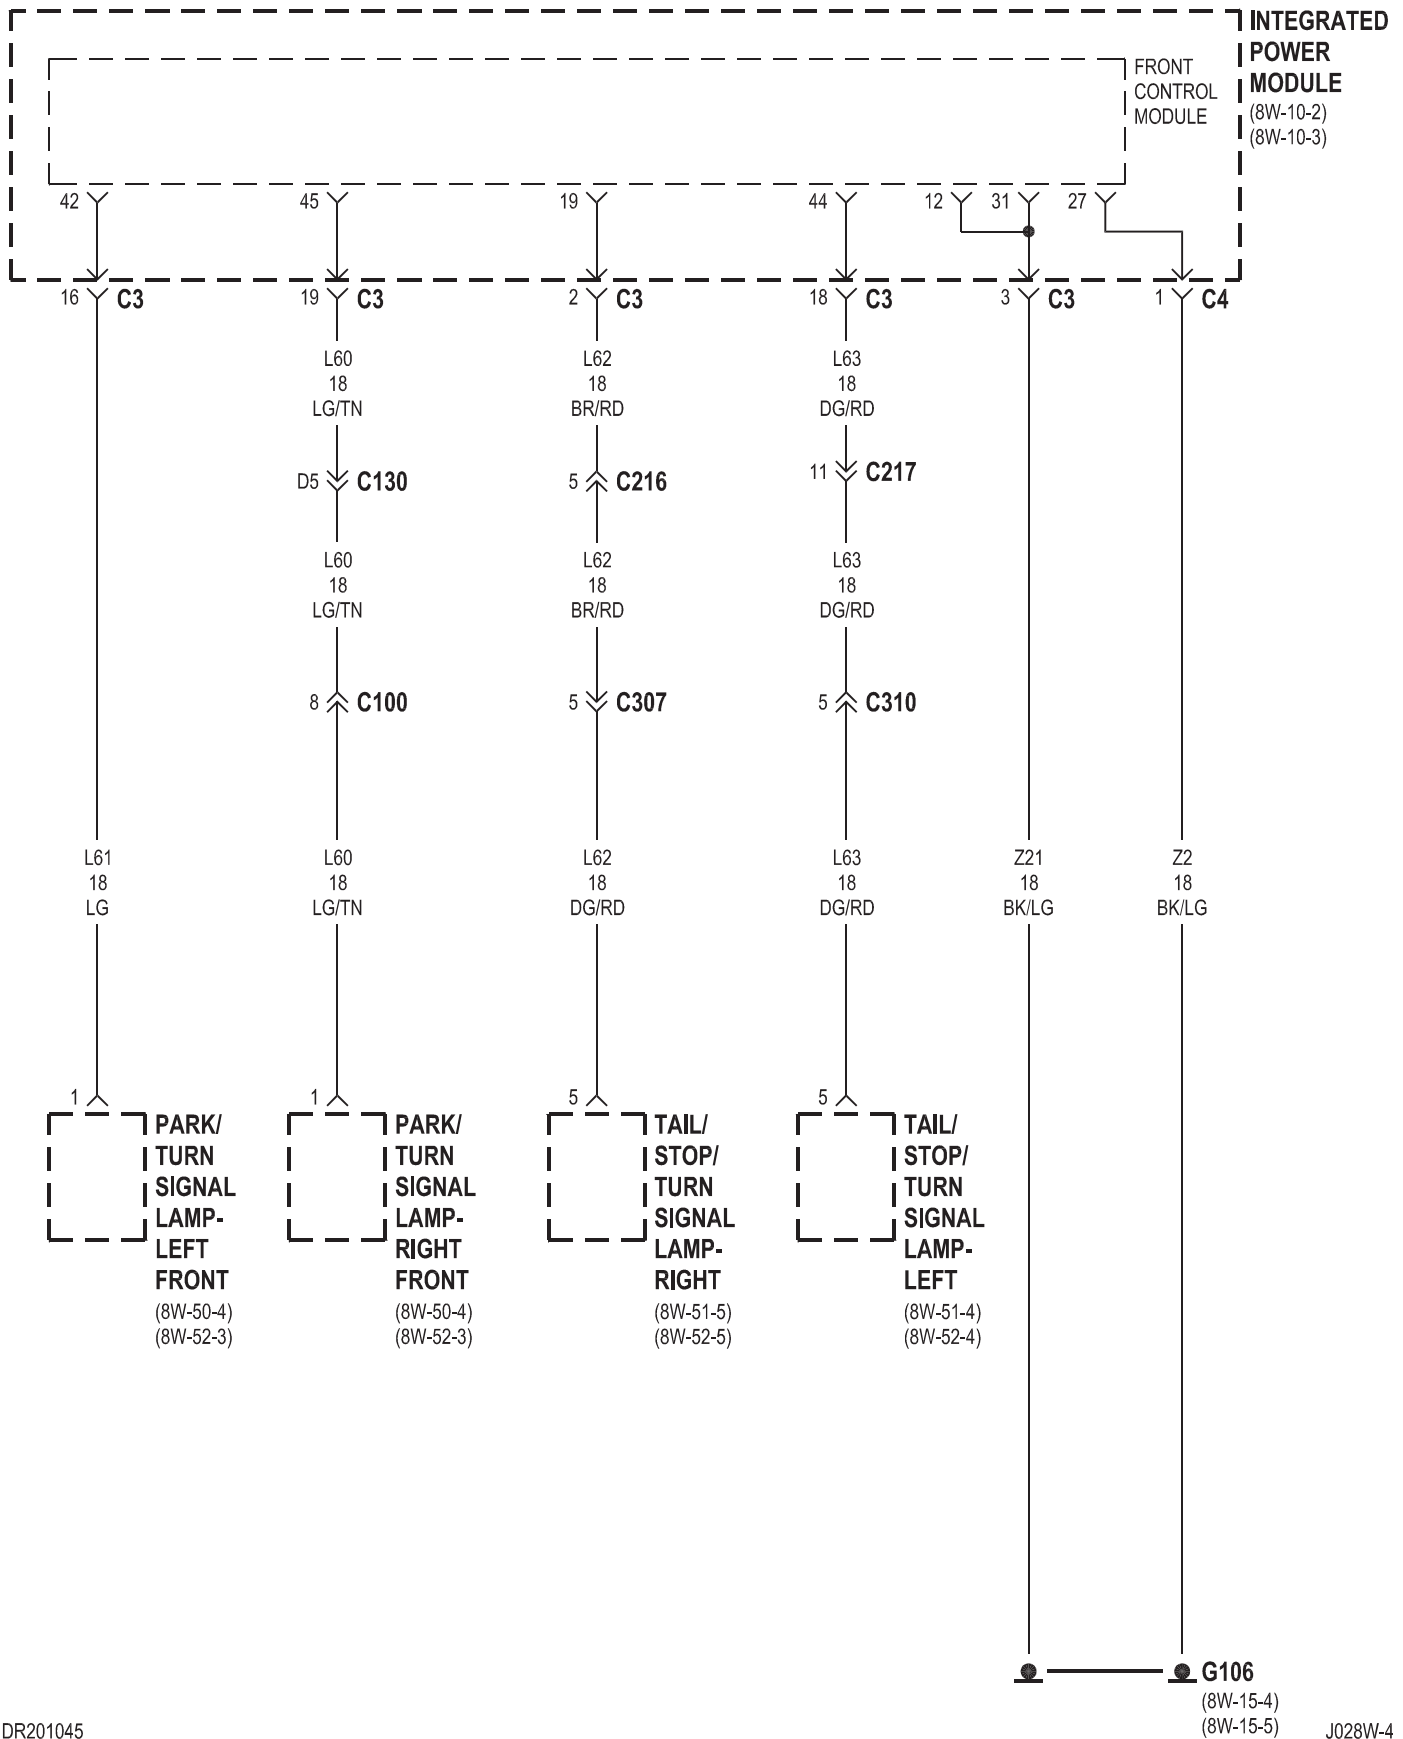 INTEGRATED
POWER
MODULE
(8W-10-2)
(8W-10-3)
FRONT
CONTROL
MODULE
42
45
19
44
12
31
27
16
C3
19
C3
2
C3
18
C3
3
C3
1
C4
L60
18
LG/TN
L62
18
BR/RD
L63
18
DG/RD
D5
C130
5
C216
11
C217
L60
18
LG/TN
L62
18
BR/RD
L63
18
DG/RD
8
C100
5
C307
5
C310
L61
18
LG
L60
18
LG/TN
L62
18
DG/RD
L63
18
DG/RD
Z21
18
BK/LG
Z2
18
BK/LG
1
PARK/
TURN
SIGNAL
LAMP-
LEFT
FRONT
(8W-50-4)
(8W-52-3)
1
PARK/
TURN
SIGNAL
LAMP-
RIGHT
FRONT
(8W-50-4)
(8W-52-3)
5
TAIL/
STOP/
TURN
SIGNAL
LAMP-
RIGHT
(8W-51-5)
(8W-52-5)
5
TAIL/
STOP/
TURN
SIGNAL
LAMP-
LEFT
(8W-51-4)
(8W-52-4)
G106
(8W-15-4)
(8W-15-5)
DR201045
J028W-4